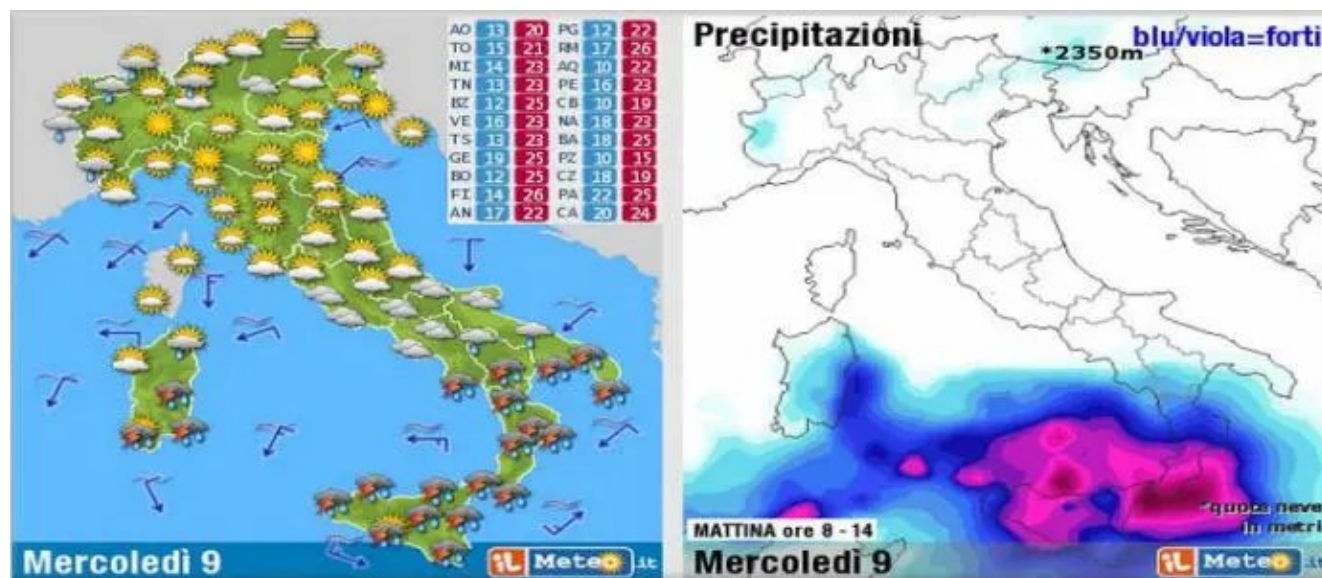 AO 13 20 PG 12 22
TO 15 21 RM 17 26
MI 14 23 AQ 10 22
TN 13 23 PE 16 23
BZ 12 25 CB 10 19
VE 16 23 NA 18 23
TS 13 23 BA 18 25
GE 19 25 PZ 10 15
BO 12 25 CZ 18 19
FI 14 26 PA 22 25
AN 17 22 CA 20 24
Mercoledì 9
iL Meteo.it
Precipitazioni
blu/viola=forti
*2350m
*quote neve
in metri
MATTINA ore 8 - 14
Mercoledì 9
iL Meteo.it